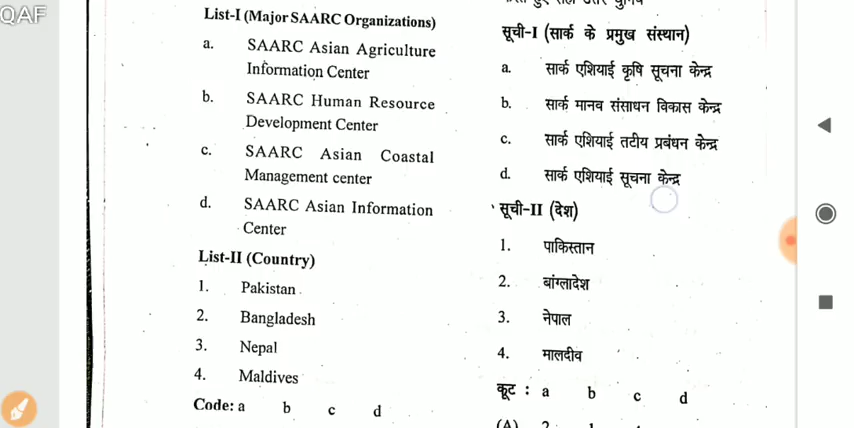 QAF
List-I (Major SAARC Organizations)
a. SAARC Asian Agriculture
Information Center
b. SAARC Human Resource
Development Center
c. SAARC Asian Coastal
Management center
d. SAARC Asian Information
Center
List-II (Country)
1. Pakistan
2. Bangladesh
3. Nepal
4. Maldives
Code: a b c d
सूची-I (सार्क के प्रमुख संस्थान)
a. सार्क एशियाई कृषि सूचना केन्द्र
b. सार्क मानव संसाधन विकास केन्द्र
c. सार्क एशियाई तटीय प्रबंधन केन्द्र
d. सार्क एशियाई सूचना केन्द्र
सूची-II (देश)
1. पाकिस्तान
2. बांग्लादेश
3. नेपाल
4. मालदीव
कूट : a b c d